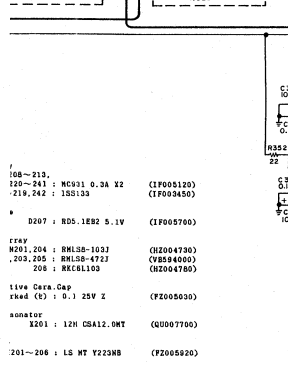 208～213,
220～241 : MC931 0.3A X2 (IF005120)
219,242 : 1SS133 (IF003450)
D207 : RD5.1EB2 5.1V (IF005700)
rray
RN201,204 : RMLS8-103J (HZ004730)
,203,205 : RMLS8-472J (VB594000)
206 : RKC6L103 (HZ004780)
tive Cera.Cap
rked (k) : 0.1 25V Z (FZ005030)
sonator
X201 : 12M CSA12.0MT (QU007700)
201～206 : LS MT Y223NB (FZ005920)
R352
22